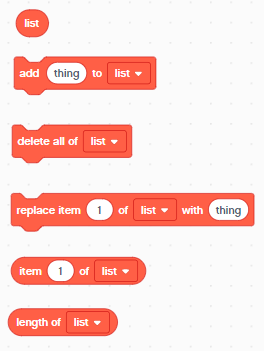 list
add thing to list
delete all of list
replace item 1 of list with thing
item 1 of list
length of list